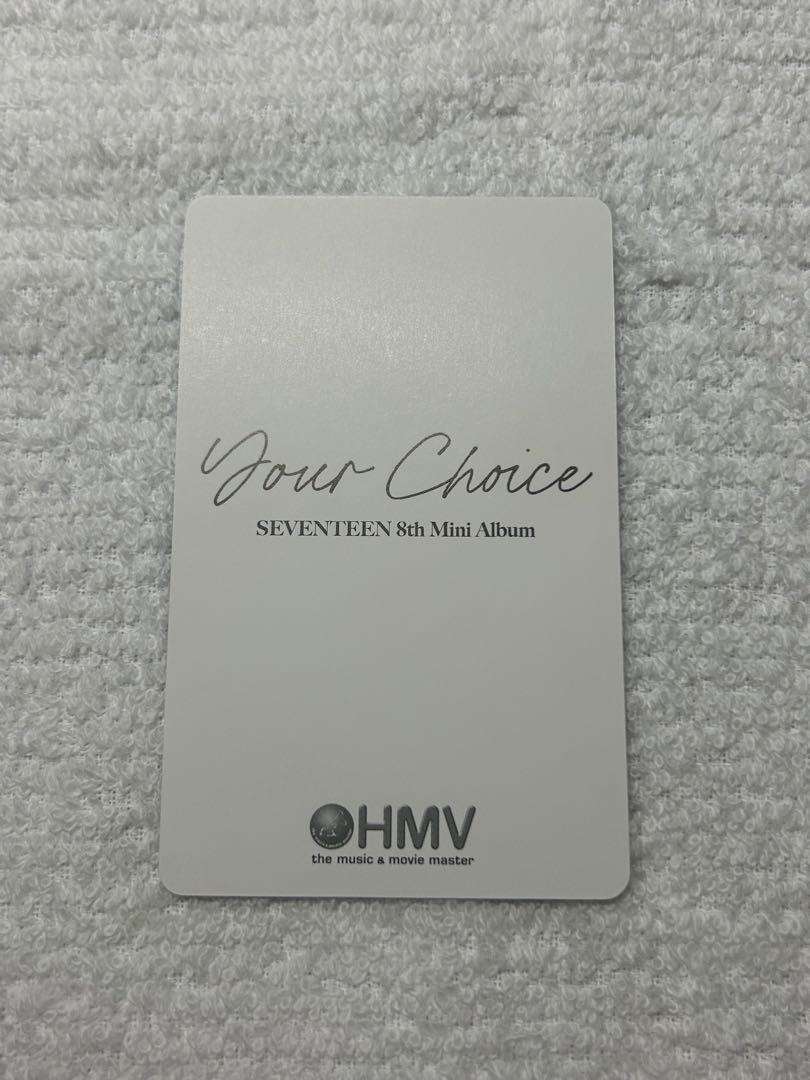 Your Choice
SEVENTEEN 8th Mini Album
HMV
the music & movie master